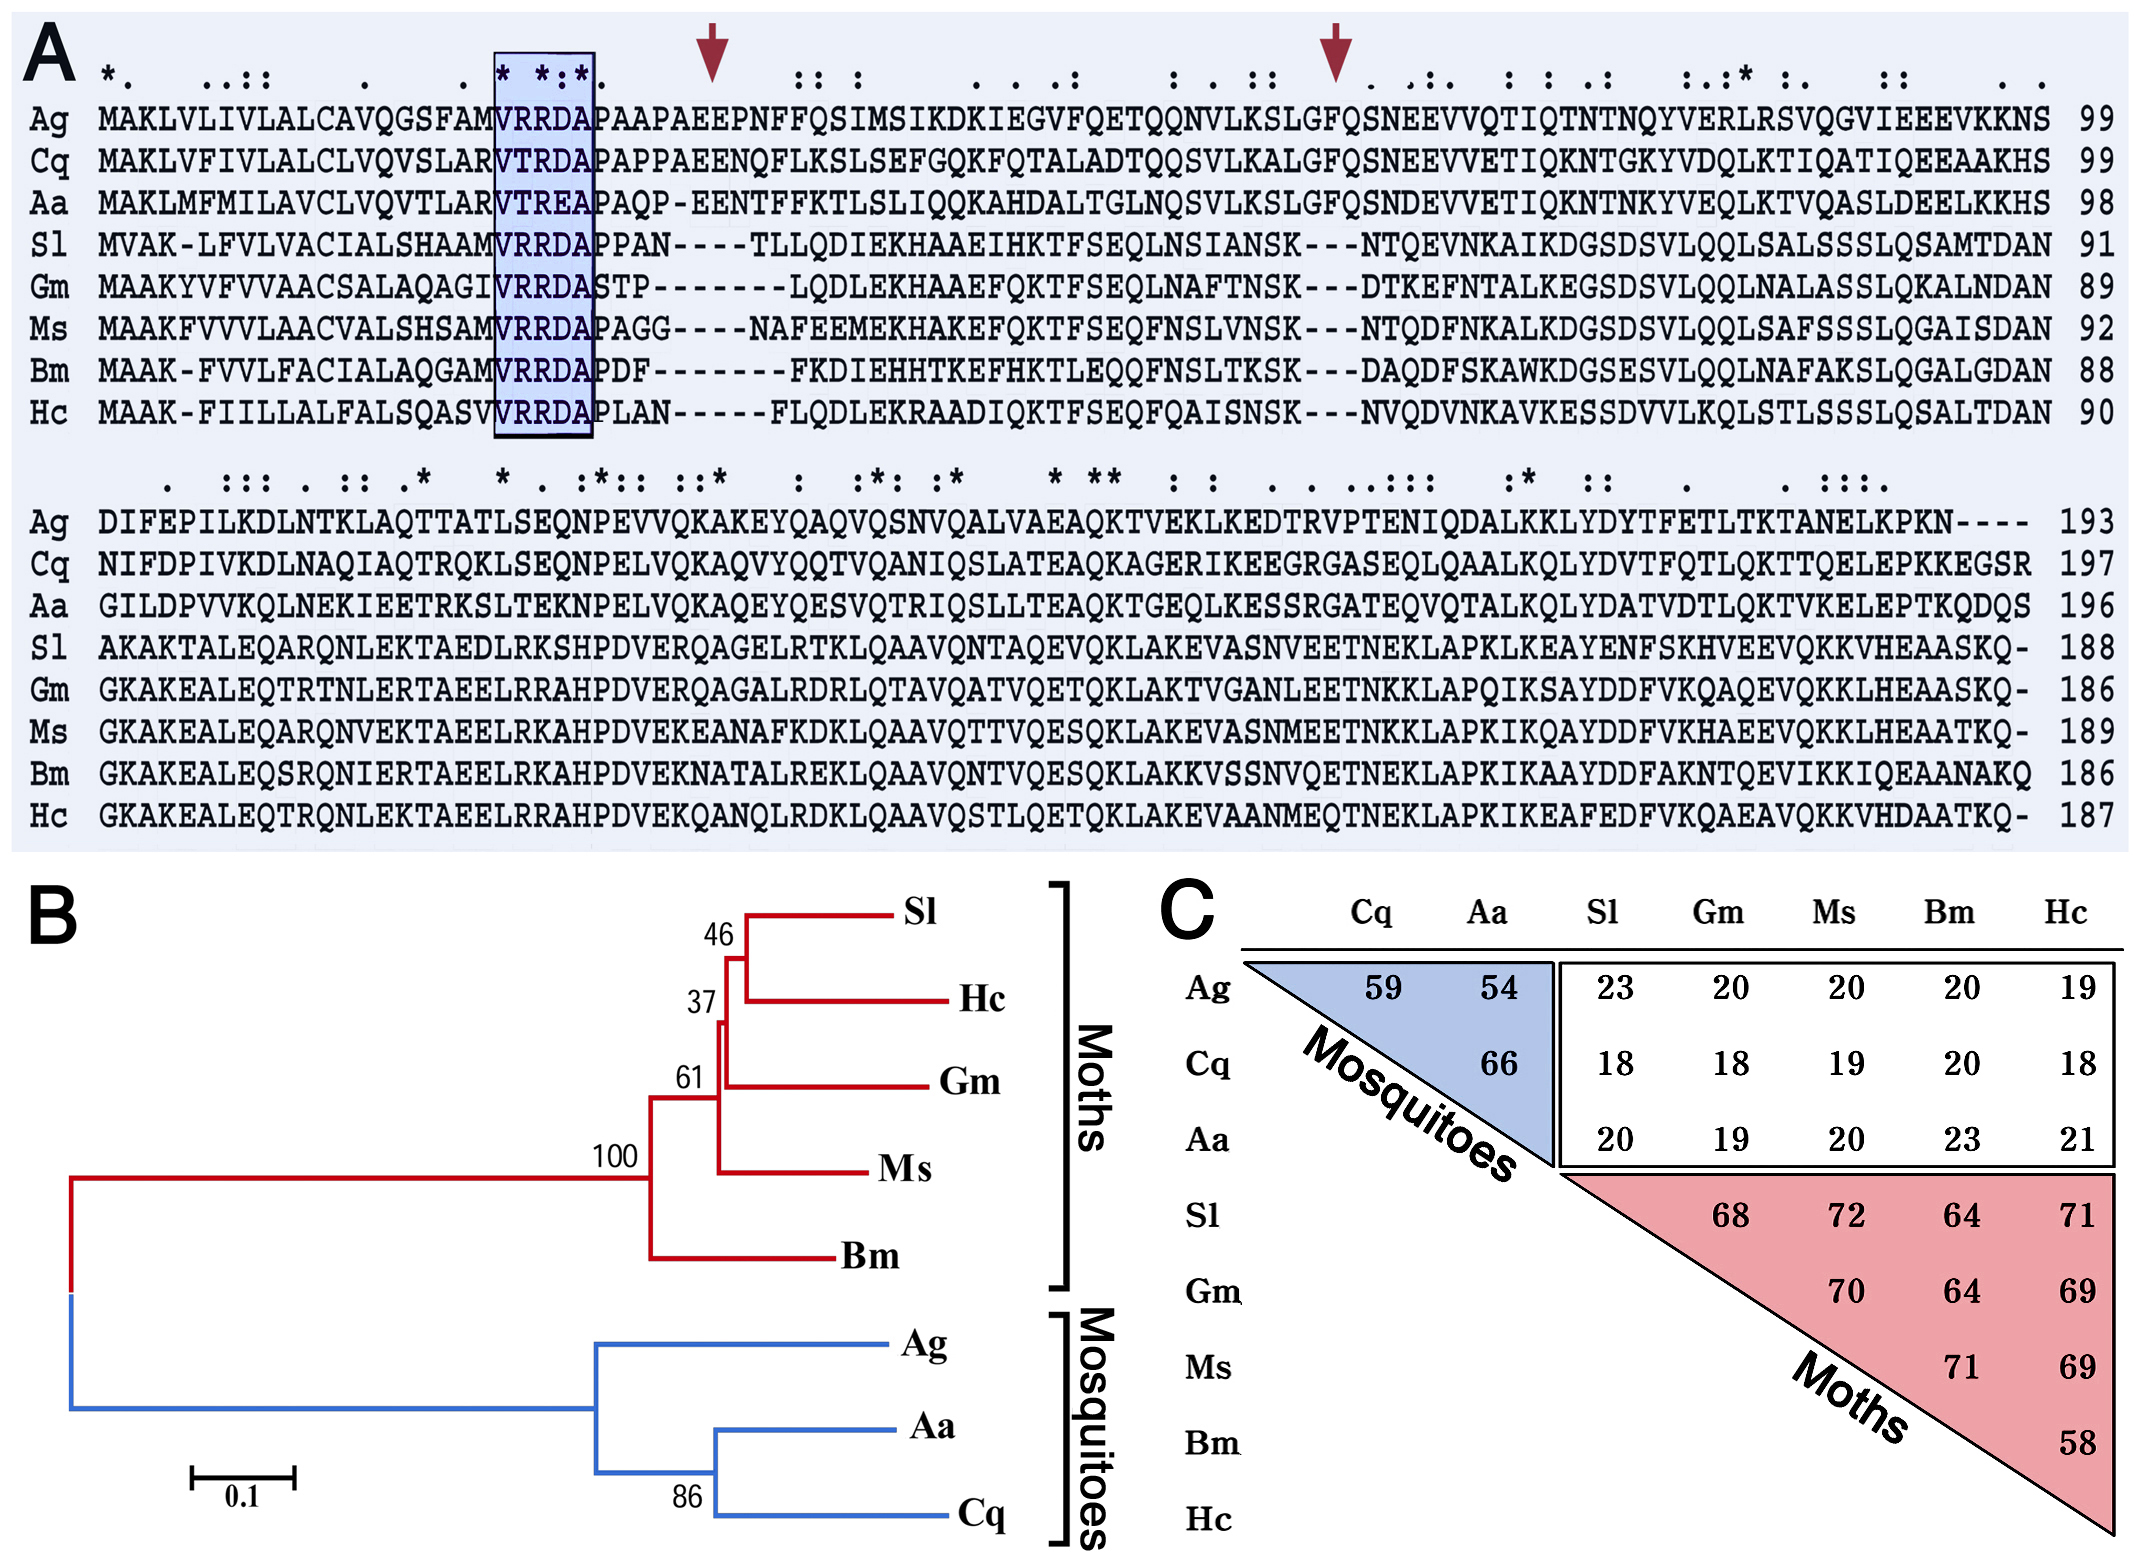 A
*. ..:: . . * *:*. :: : . . .: : . :: . .:. : : .: :.:* :. :: . .
Ag MAKLVLIVLALCAVQGSFAMVRRDAPAAPAEEPNFFQSIMSIKDKIEGVFQETQQNVLKSLGFQSNEEVVQTIQTNTNQYVERLRSVQGVIEEEVKKNS 99
Cq MAKLVFIVLALCLVQVSLARVTRDAPAPPAEENQFLKSLSEFGQKFQTALADTQQSVLKALGFQSNEEVVETIQKNTGKYVDQLKTIQATIQEEAAKHS 99
Aa MAKLMFMILAVCLVQVTLARVTREAPAQP-EENTFFKTLSLIQQKAHDALTGLNQSVLKSLGFQSNDEVVETIQKNTNKYVEQLKTVQASLDEELKKHS 98
Sl MVAK-LFVLVACIALSHAAMVRRDAPPAN----TLLQDIEKHAAEIHKTFSEQLNSIANSK---NTQEVNKAIKDGSDSVLQQLSALSSSLQSAMTDAN 91
Gm MAAKYVFVVAACSALAQAGIVRRDASTP-------LQDLEKHAAEFQKTFSEQLNAFTNSK---DTKEFNTALKEGSDSVLQQLNALASSLQKALNDAN 89
Ms MAAKFVVVLAACVALSHSAMVRRDAPAGG----NAFEEMEKHAKEFQKTFSEQFNSLVNSK---NTQDFNKALKDGSDSVLQQLSAFSSSLQGAISDAN 92
Bm MAAK-FVVLFACIALAQGAMVRRDAPDF-------FKDIEHHTKEFHKTLEQQFNSLTKSK---DAQDFSKAWKDGSESVLQQLNAFAKSLQGALGDAN 88
Hc MAAK-FIILLALFALSQASVVRRDAPLAN-----FLQDLEKRAADIQKTFSEQFQAISNSK---NVQDVNKAVKESSDVVLKQLSTLSSSLQSALTDAN 90
. ::: . :: .* * . :*:: ::* : :*: :* * ** : : . . ..::: :* :: . . :::.
Ag DIFEPILKDLNTKLAQTTATLSEQNPEVVQKAKEYQAQVQSNVQALVAEAQKTVEKLKEDTRVPTENIQDALKKLYDYTFETLTKTANELKPKN---- 193
Cq NIFDPIVKDLNAQIAQTRQKLSEQNPELVQKAQVYQQTVQANIQSLATEAQKAGERIKEEGRGASEQLQAALKQLYDVTFQTLQKTTQELEPKKEGSR 197
Aa GILDPVVKQLNEKIEETRKSLTEKNPELVQKAQEYQESVQTRIQSLLTEAQKTGEQLKESSRGATEQVQTALKQLYDATVDTLQKTVKELEPTKQDQS 196
Sl AKAKTALEQARQNLEKTAEDLRKSHPDVERQAGELRTKLQAAVQNTAQEVQKLAKEVASNVEETNEKLAPKLKEAYENFSKHVEEVQKKVHEAASKQ- 188
Gm GKAKEALEQTRTNLERTAEELRRAHPDVERQAGALRDRLQTAVQATVQETQKLAKTVGANLEETNKKLAPQIKSAYDDFVKQAQEVQKKLHEAASKQ- 186
Ms GKAKEALEQARQNVEKTAEELRKAHPDVEKEANAFKDKLQAAVQTTVQESQKLAKEVASNMEETNKKLAPKIKQAYDDFVKHAEEVQKKLHEAATKQ- 189
Bm GKAKEALEQSRQNIERTAEELRKAHPDVEKNATALREKLQAAVQNTVQESQKLAKKVSSNVQETNEKLAPKIKAAYDDFAKNTQEVIKKIQEAANAKQ 186
Hc GKAKEALEQTRQNLEKTAEELRRAHPDVEKQANQLRDKLQAAVQSTLQETQKLAKEVAANMEQTNEKLAPKIKEAFEDFVKQAEAVQKKVHDAATKQ- 187
B
Sl
46
Hc
37
Gm
61
Ms
100
Bm
Moths
Ag
Aa
86
Cq
Mosquitoes
0.1
C
Cq Aa Sl Gm Ms Bm Hc
Ag 59 54 23 20 20 20 19
Cq 66 18 18 19 20 18
Aa 20 19 20 23 21
Mosquitoes
Sl 68 72 64 71
Gm 70 64 69
Ms 71 69
Bm 58
Hc
Moths